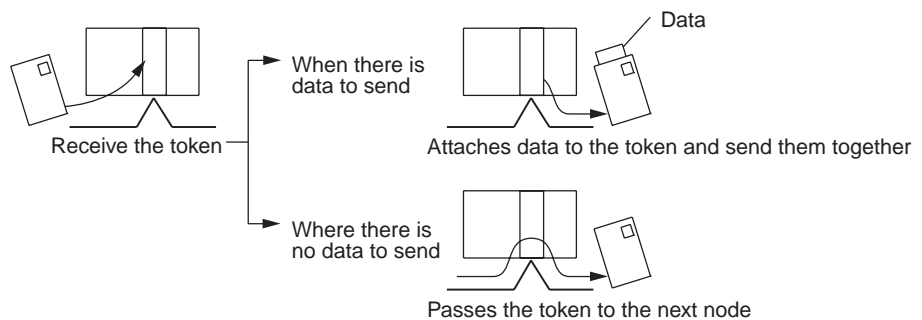 Data
When there is
data to send
Receive the token
Attaches data to the token and send them together
Where there is
no data to send
Passes the token to the next node